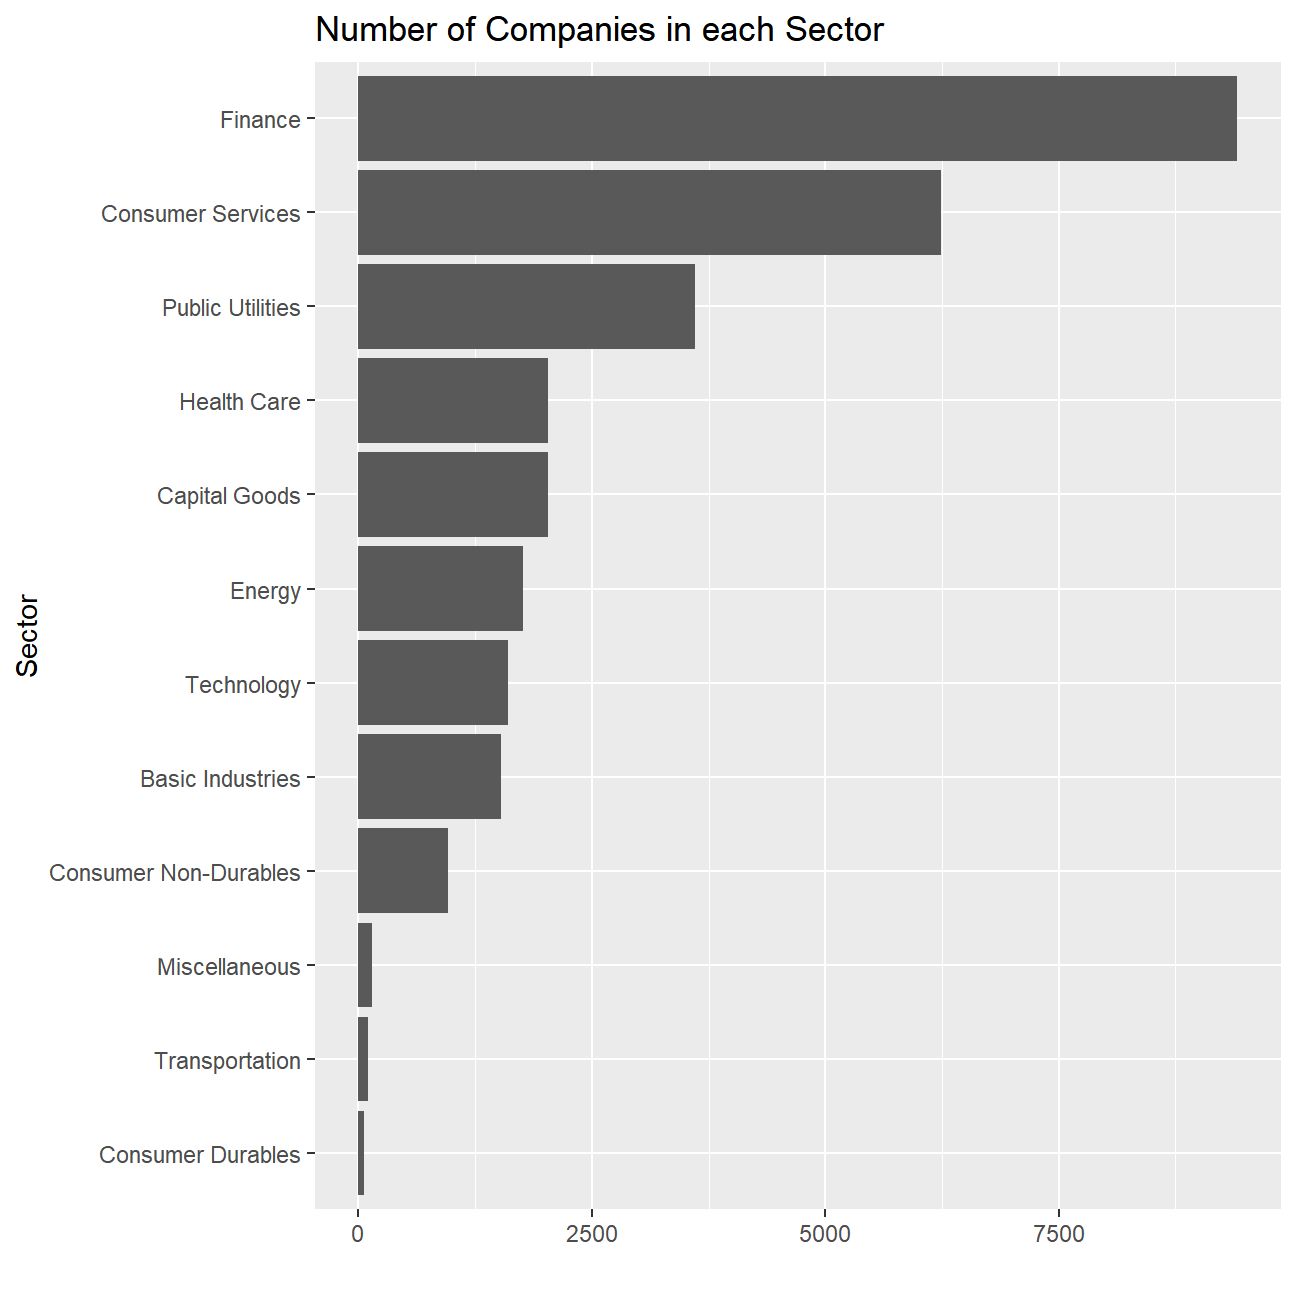 Number of Companies in each Sector
Finance
Consumer Services
Public Utilities
Health Care
Capital Goods
Energy
Technology
Basic Industries
Consumer Non-Durables
Miscellaneous
Transportation
Consumer Durables
Sector
0 2500 5000 7500